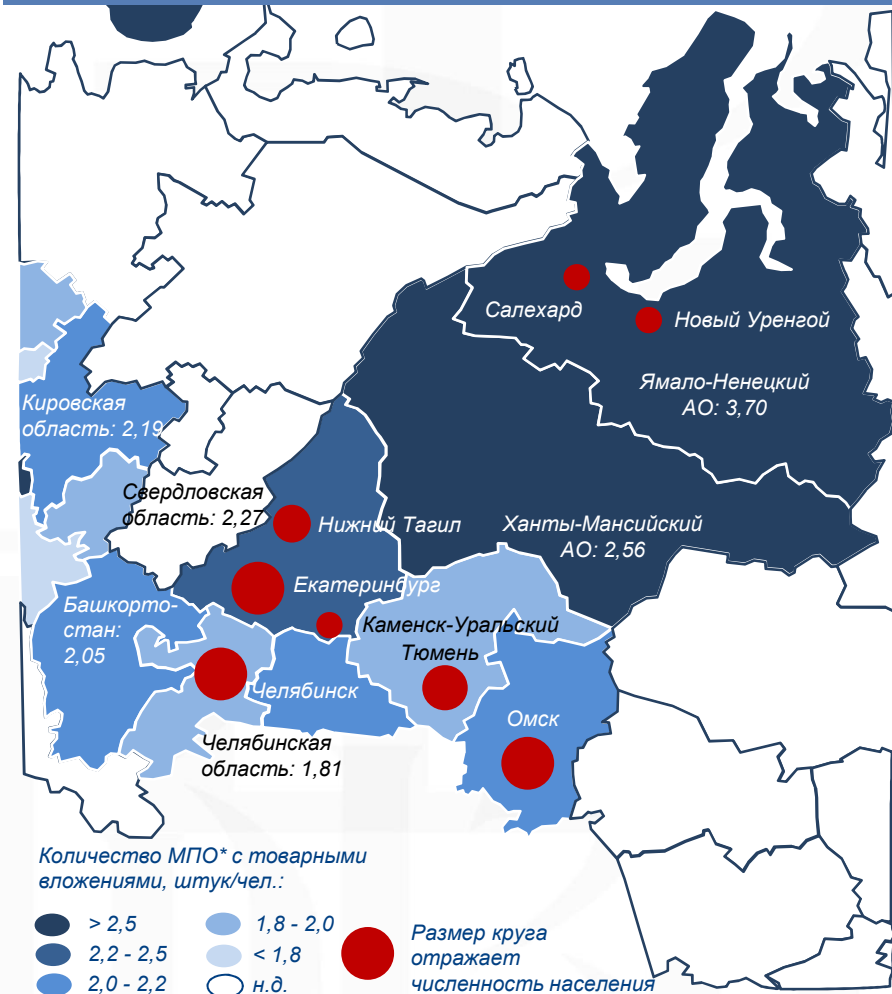 Салехард
Новый Уренгой
Ямало-Ненецкий
АО: 3,70
Кировская
область: 2,19
Свердловская
область: 2,27
Нижний Тагил
Ханты-Мансийский
АО: 2,56
Екатеринбург
Башкорто-
стан:
2,05
Каменск-Уральский
Тюмень
Челябинск
Омск
Челябинская
область: 1,81
Количество МПО* с товарными
вложениями, штук/чел.:
> 2,5
2,2 - 2,5
2,0 - 2,2
1,8 - 2,0
< 1,8
н.д.
Размер круга
отражает
численность населения